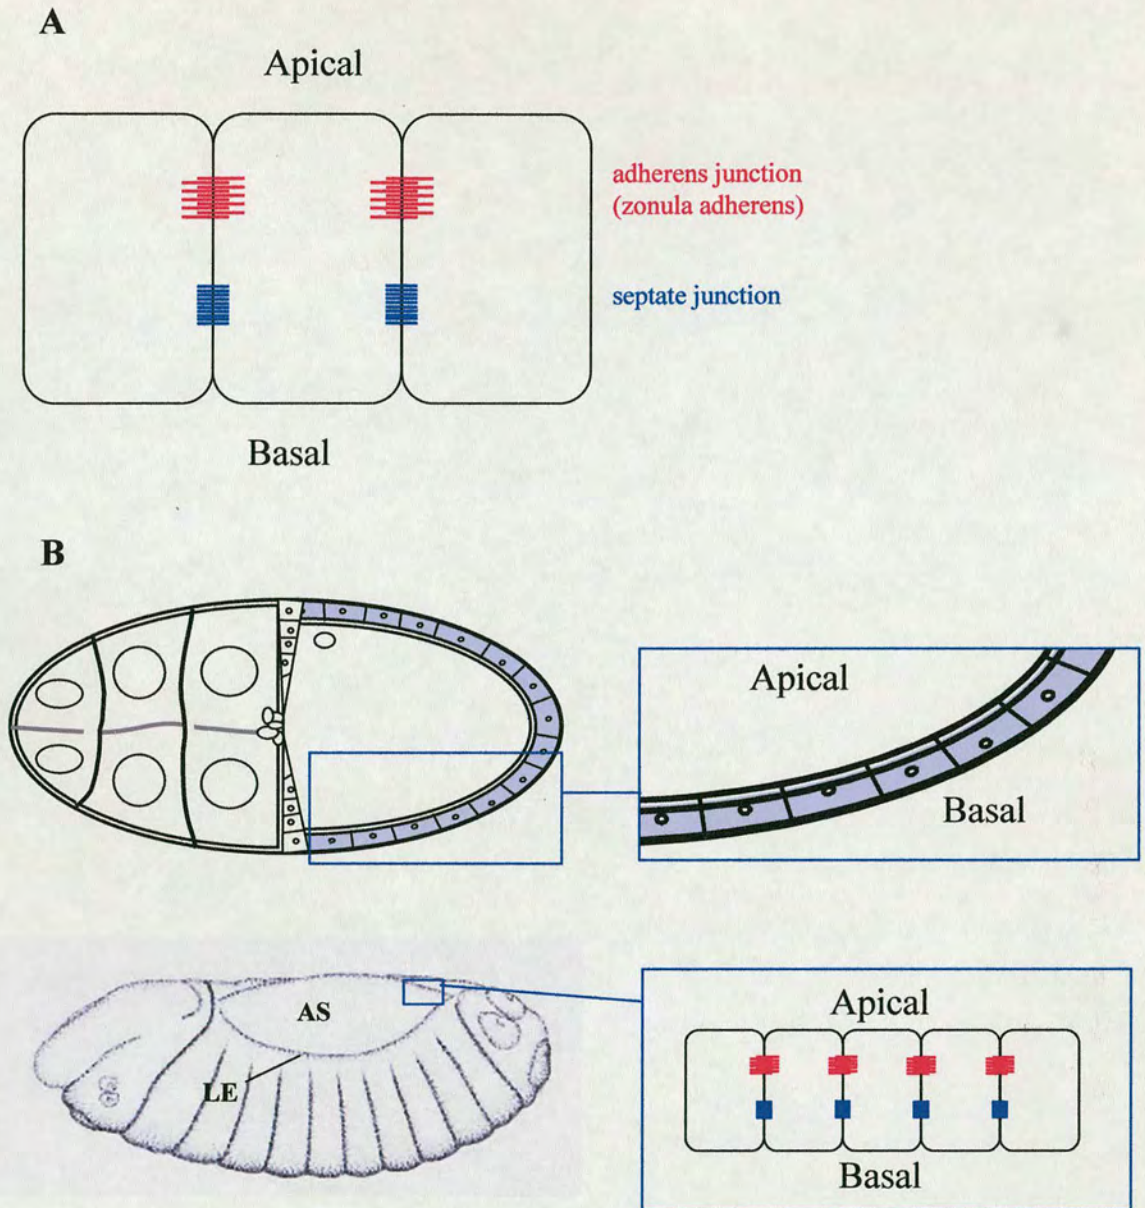 A
Apical
adherens junction
(zonula adherens)
septate junction
Basal
B
Apical
Basal
AS
LE
Apical
Basal